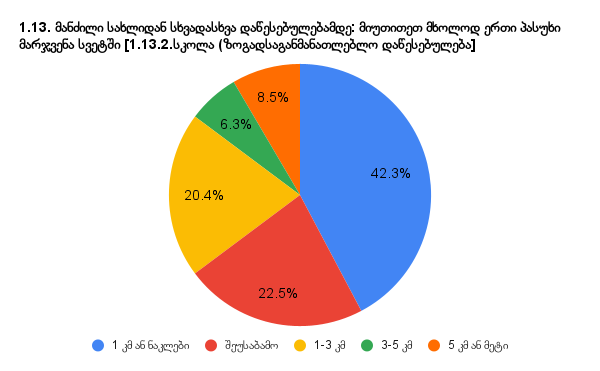 1.13. მანძილი სახლიდან სხვადასხვა დაწესებულებამდე: მიუთითეთ მხოლოდ ერთი პასუხი
მარჯვენა სვეტში [1.13.2.სკოლა (ზოგადსაგანმანათლებლო დაწესებულება]
8.5%
6.3%
42.3%
20.4%
22.5%
1 კმ ან ნაკლები შეუსაბამო 1-3 კმ 3-5 კმ 5 კმ ან მეტი